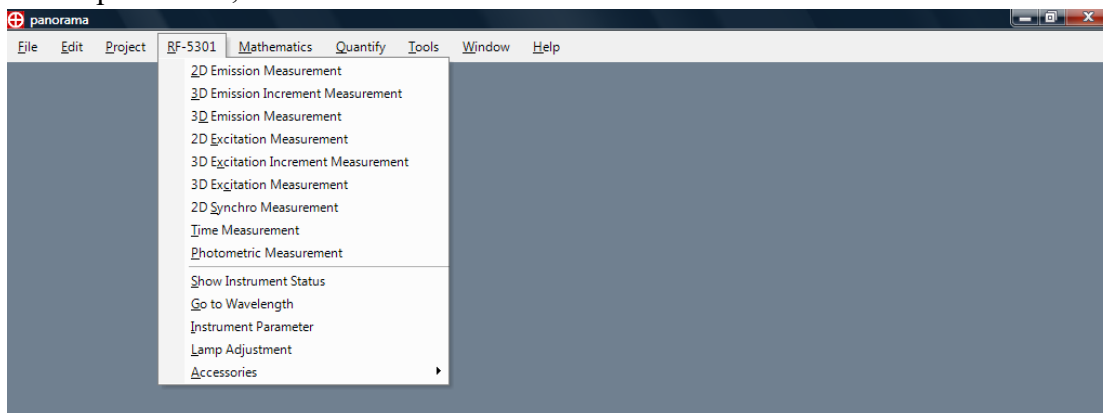 panorama
File Edit Project RF-5301 Mathematics Quantify Tools Window Help
2D Emission Measurement
3D Emission Increment Measurement
3D Emission Measurement
2D Excitation Measurement
3D Excitation Increment Measurement
3D Excitation Measurement
2D Synchro Measurement
Time Measurement
Photometric Measurement
Show Instrument Status
Go to Wavelength
Instrument Parameter
Lamp Adjustment
Accessories